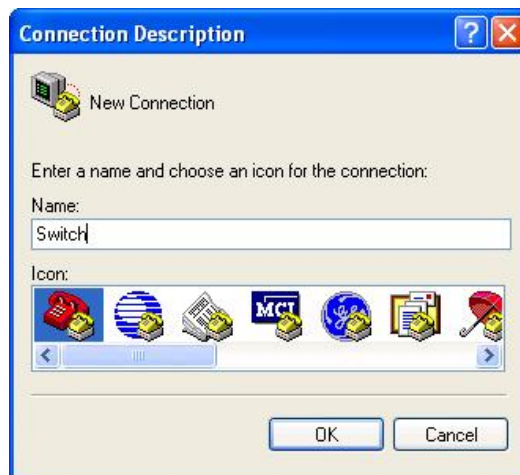 Connection Description
New Connection
Enter a name and choose an icon for the connection:
Name:
Switch
Icon:
MCI
OK
Cancel